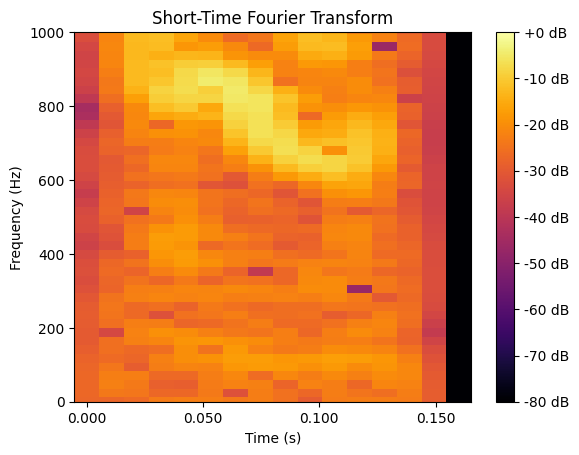 Short-Time Fourier Transform
1000
800
600
400
200
0
Frequency (Hz)
0.000
0.050
0.100
0.150
Time (s)
+0 dB
-10 dB
-20 dB
-30 dB
-40 dB
-50 dB
-60 dB
-70 dB
-80 dB